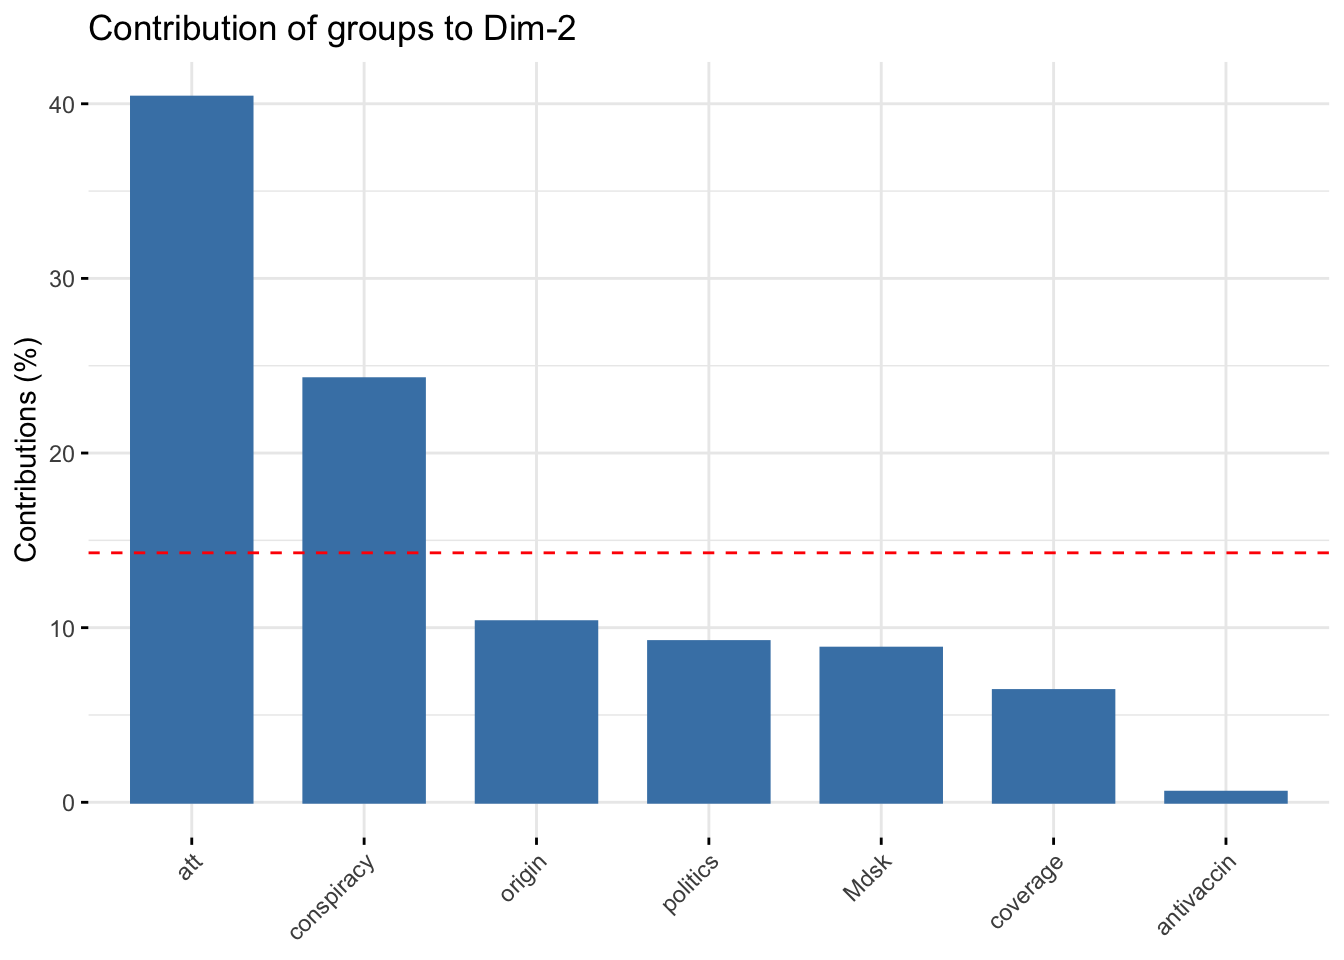 Contribution of groups to Dim-2
Contributions (%)
40
30
20
10
0
att
conspiracy
origin
politics
Mdsk
coverage
antivaccin